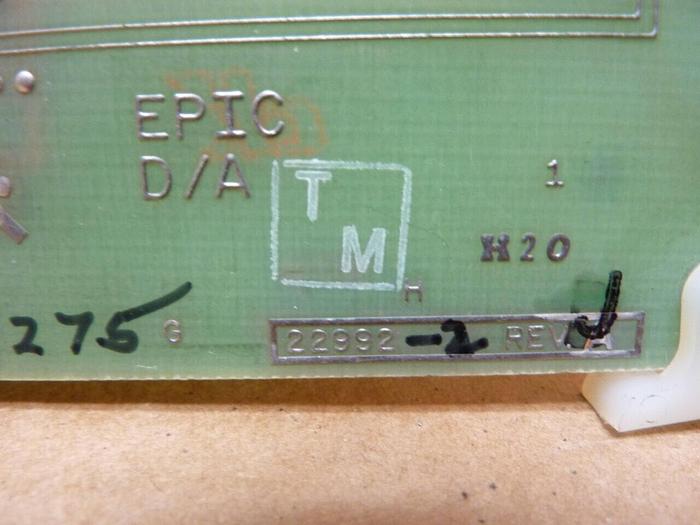 EPIC
D/A
T
M
1
H20
H
275 G
22992-2 REV J